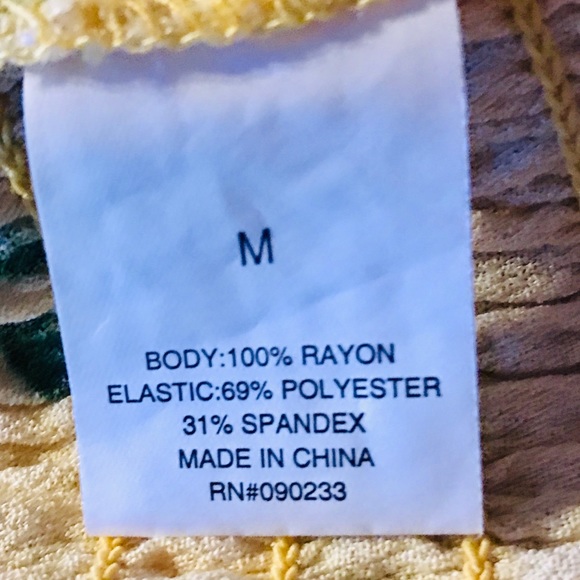 M
BODY:100% RAYON
ELASTIC:69% POLYESTER
31% SPANDEX
MADE IN CHINA
RN#090233